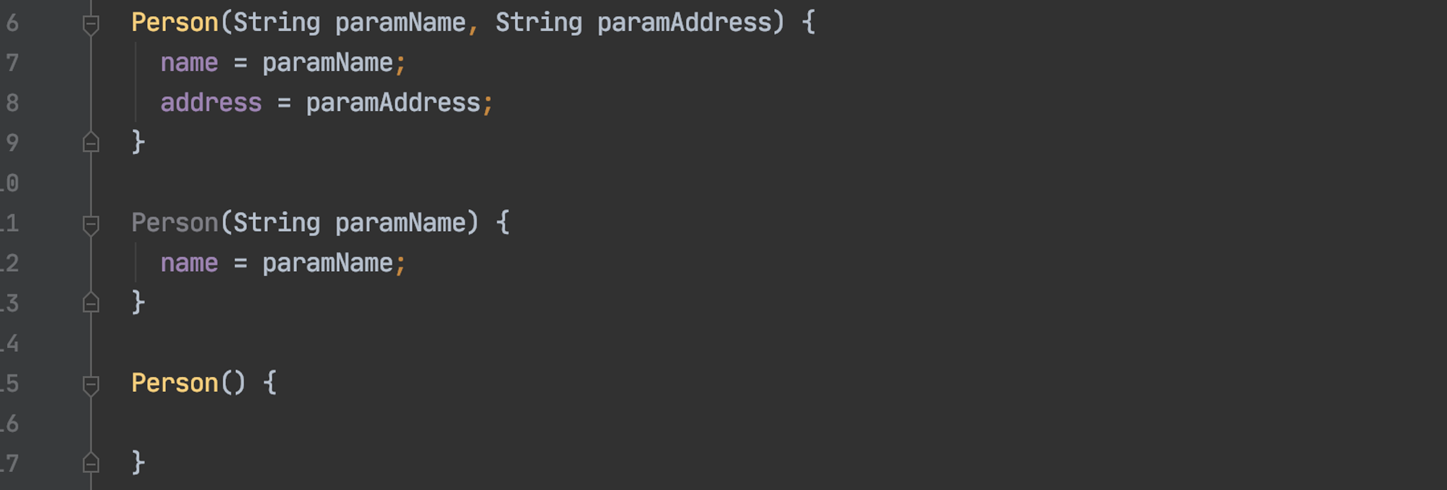 6 Person(String paramName, String paramAddress) {
7 name = paramName;
8 address = paramAddress;
9 }
10
11 Person(String paramName) {
12 name = paramName;
13 }
14
15 Person() {
16
17 }